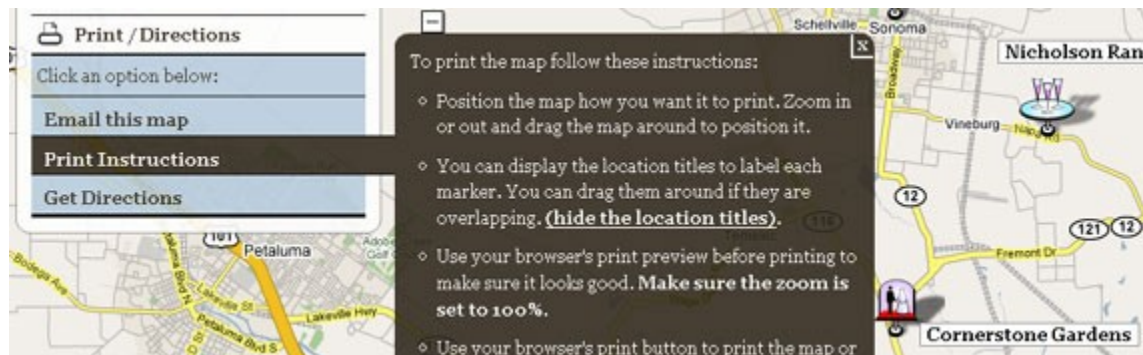 Print / Directions
Click an option below:
Email this map
Print Instructions
Get Directions
To print the map follow these instructions:
x
Position the map how you want it to print. Zoom in
or out and drag the map around to position it.
You can display the location titles to label each
marker. You can drag them around if they are
overlapping. (hide the location titles).
Use your browser's print preview before printing to
make sure it looks good. Make sure the zoom is
set to 100%.
Use your browser's print button to print the map or
Schellville
Sonoma
Broadway
Nicholson Ran
Vineburg
Napa Rd
12
116
121
12
Fremont Dr
Cornerstone Gardens
101
Petaluma
Adobe
Bodega Ave
Petaluma Blvd N
Lakeville St
Lakeville Hwy
Petaluma Blvd S
D St